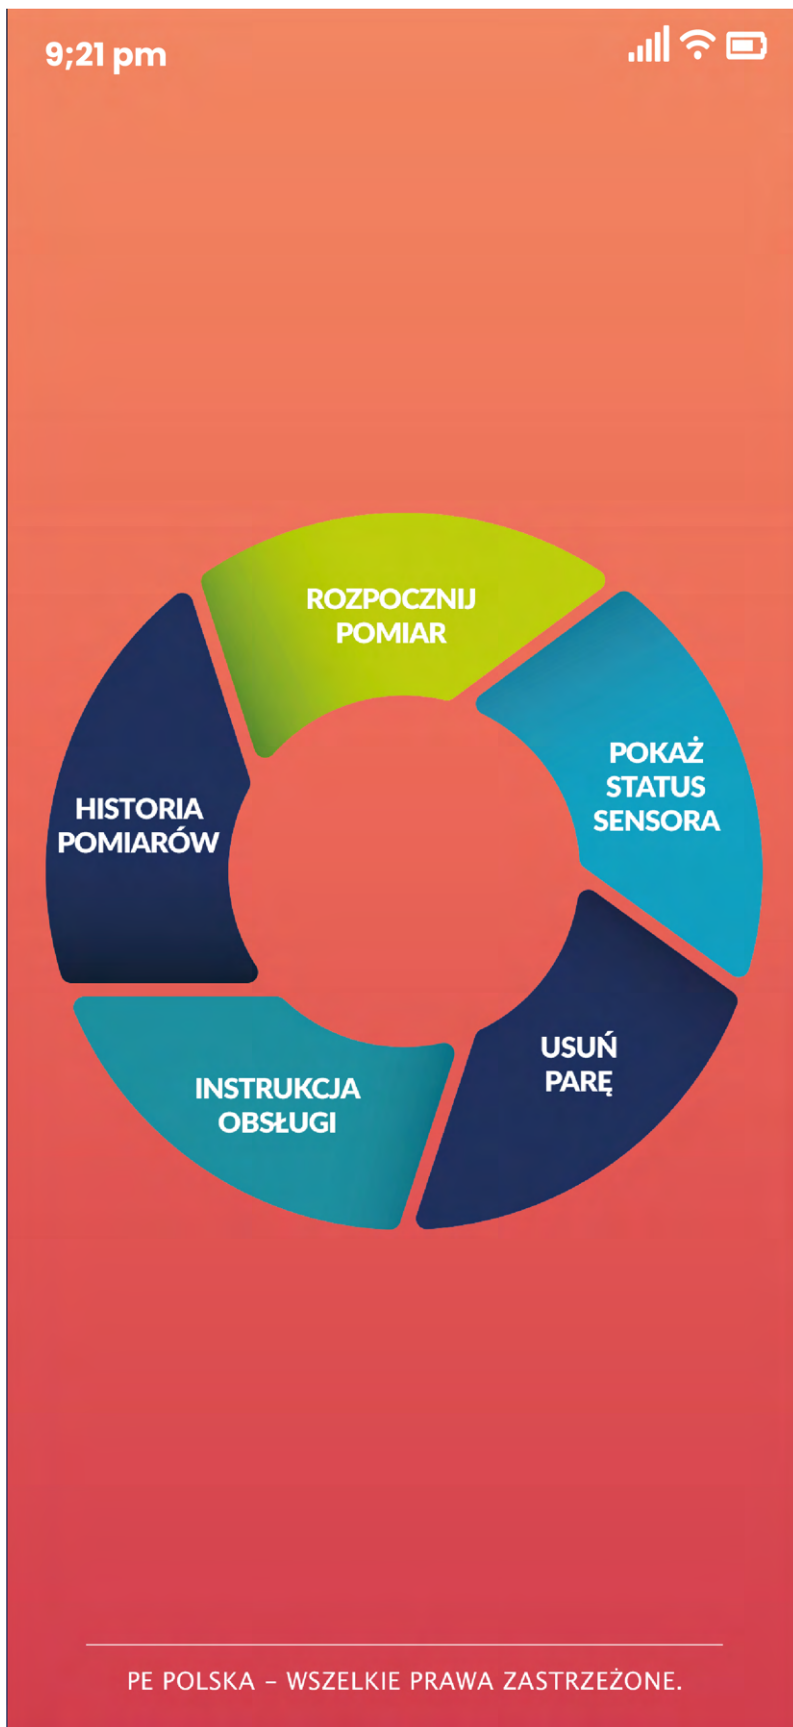 9;21 pm
ROZPOCZNIJ
POMIAR
POKAŻ
STATUS
SENSORA
HISTORIA
POMIARÓW
USUŃ
PARĘ
INSTRUKCJA
OBSŁUGI
PE POLSKA – WSZELKIE PRAWA ZASTRZEŻONE.